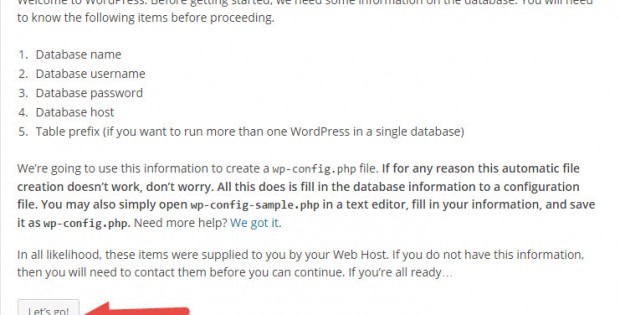 Welcome to WordPress. Before getting started, we need some information on the database. You will need
to know the following items before proceeding.
1. Database name
2. Database username
3. Database password
4. Database host
5. Table prefix (if you want to run more than one WordPress in a single database)
We're going to use this information to create a wp-config.php file. If for any reason this automatic file
creation doesn't work, don't worry. All this does is fill in the database information to a configuration
file. You may also simply open wp-config-sample.php in a text editor, fill in your information, and save
it as wp-config.php. Need more help? We got it.
In all likelihood, these items were supplied to you by your Web Host. If you do not have this information,
then you will need to contact them before you can continue. If you're all ready…
Let's go!